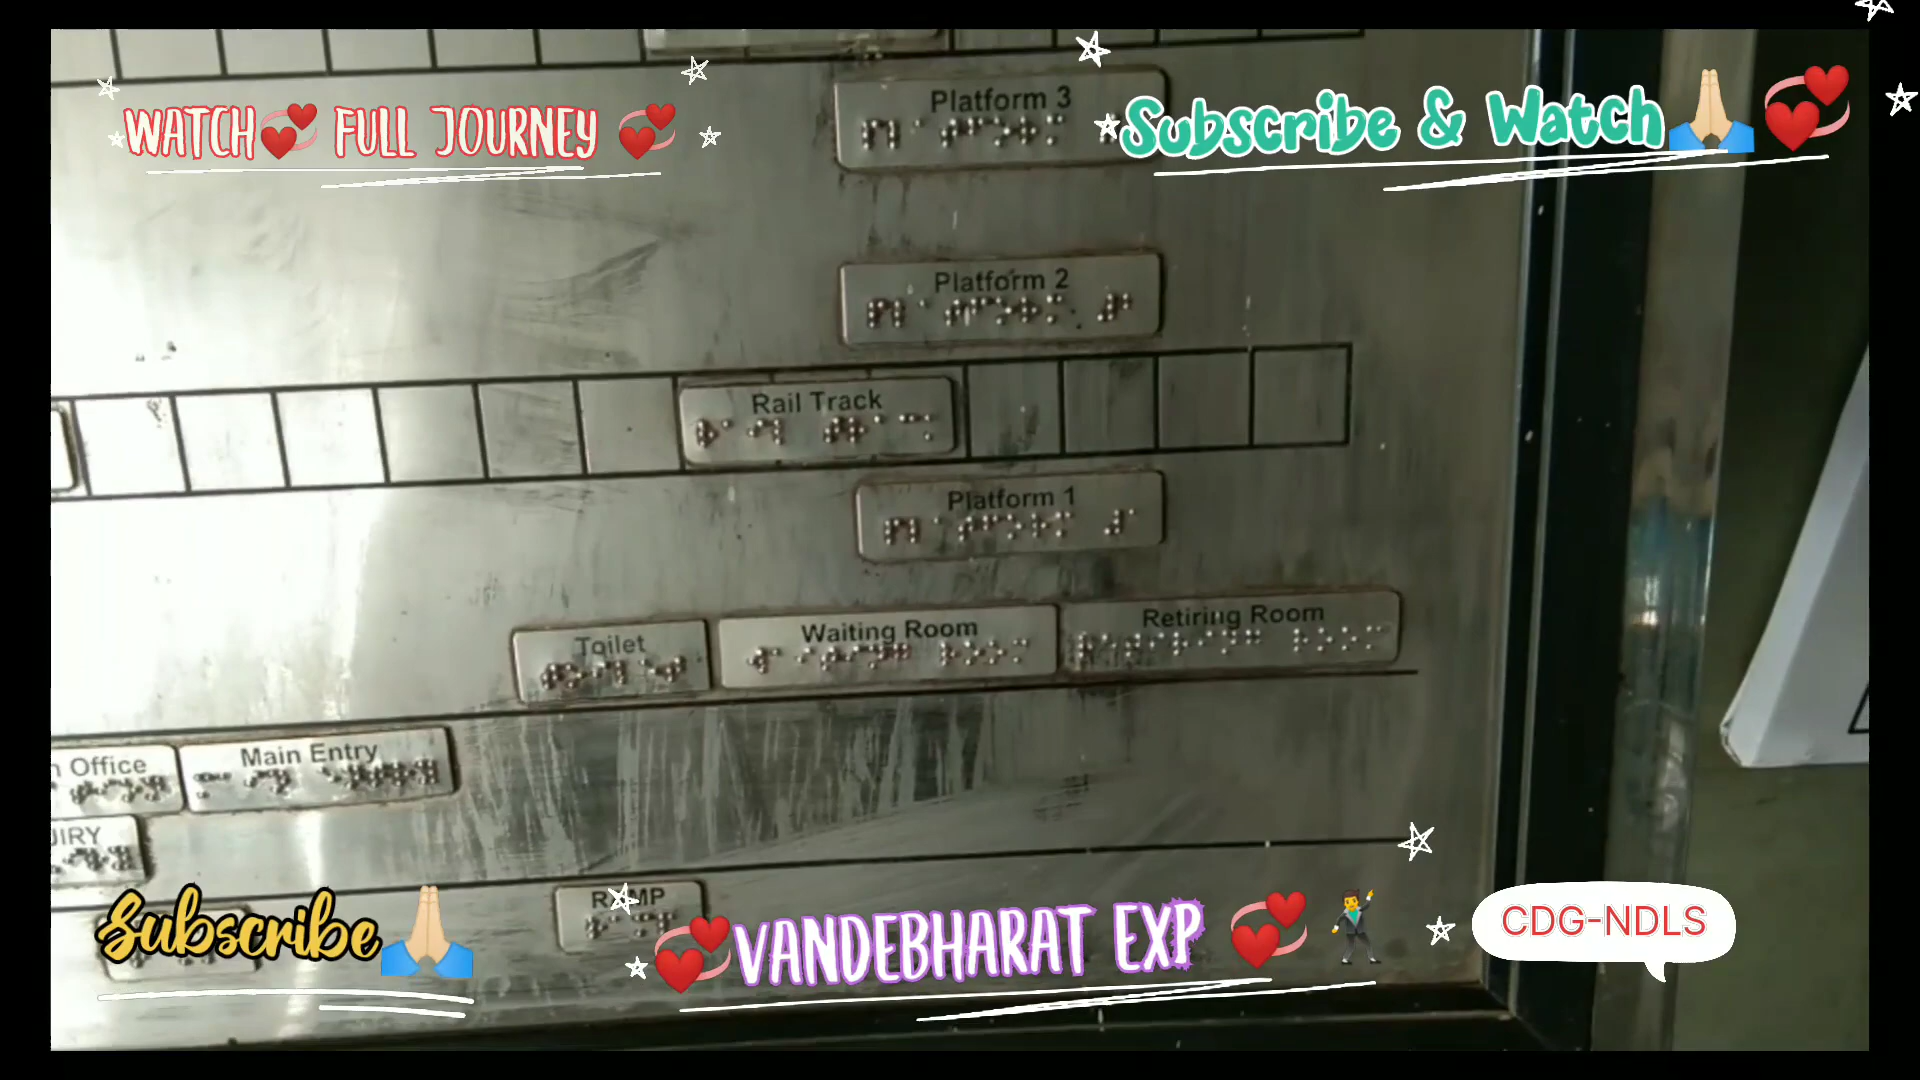 WATCH FULL JOURNEY
Subscribe & Watch
Platform 3
Platform 2
Rail Track
Platform 1
Toilet
Waiting Room
Retiring Room
Office
Main Entry
RAMP
Subscribe
VANDEBHARAT EXP
CDG-NDLS